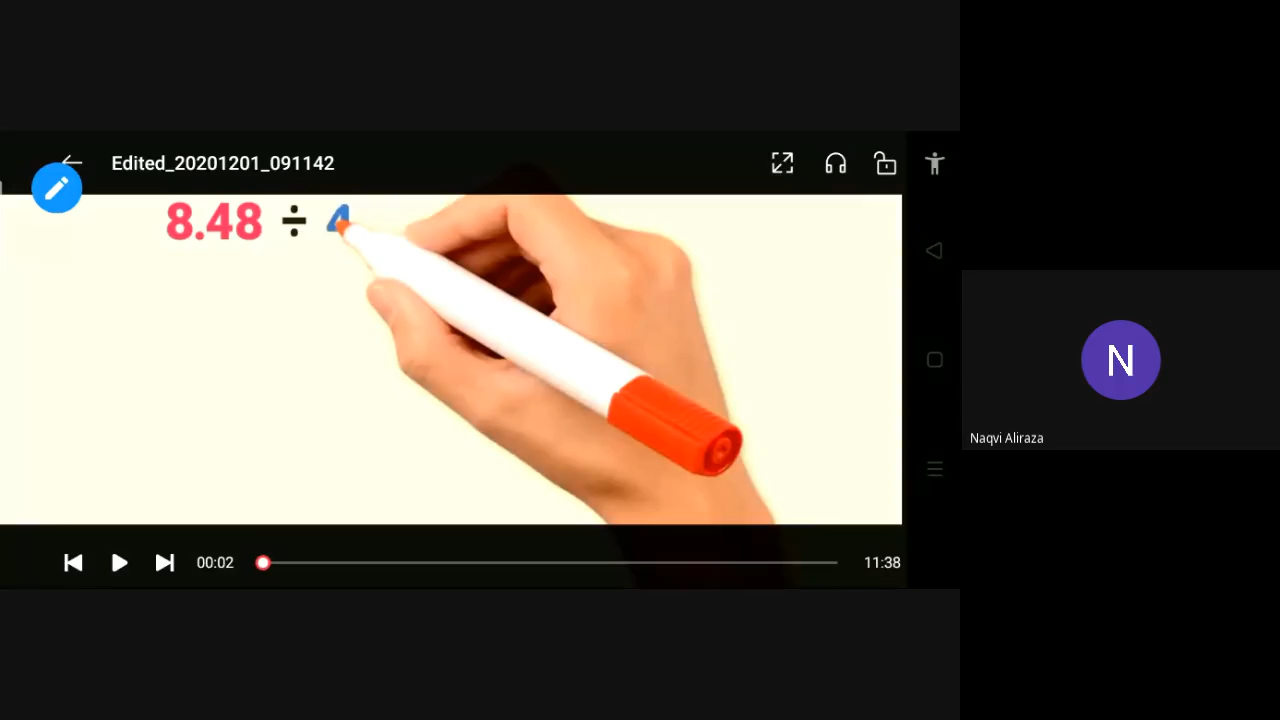 Edited_20201201_091142
8.48 ÷ 4
N
Naqvi Aliraza
00:02
11:38